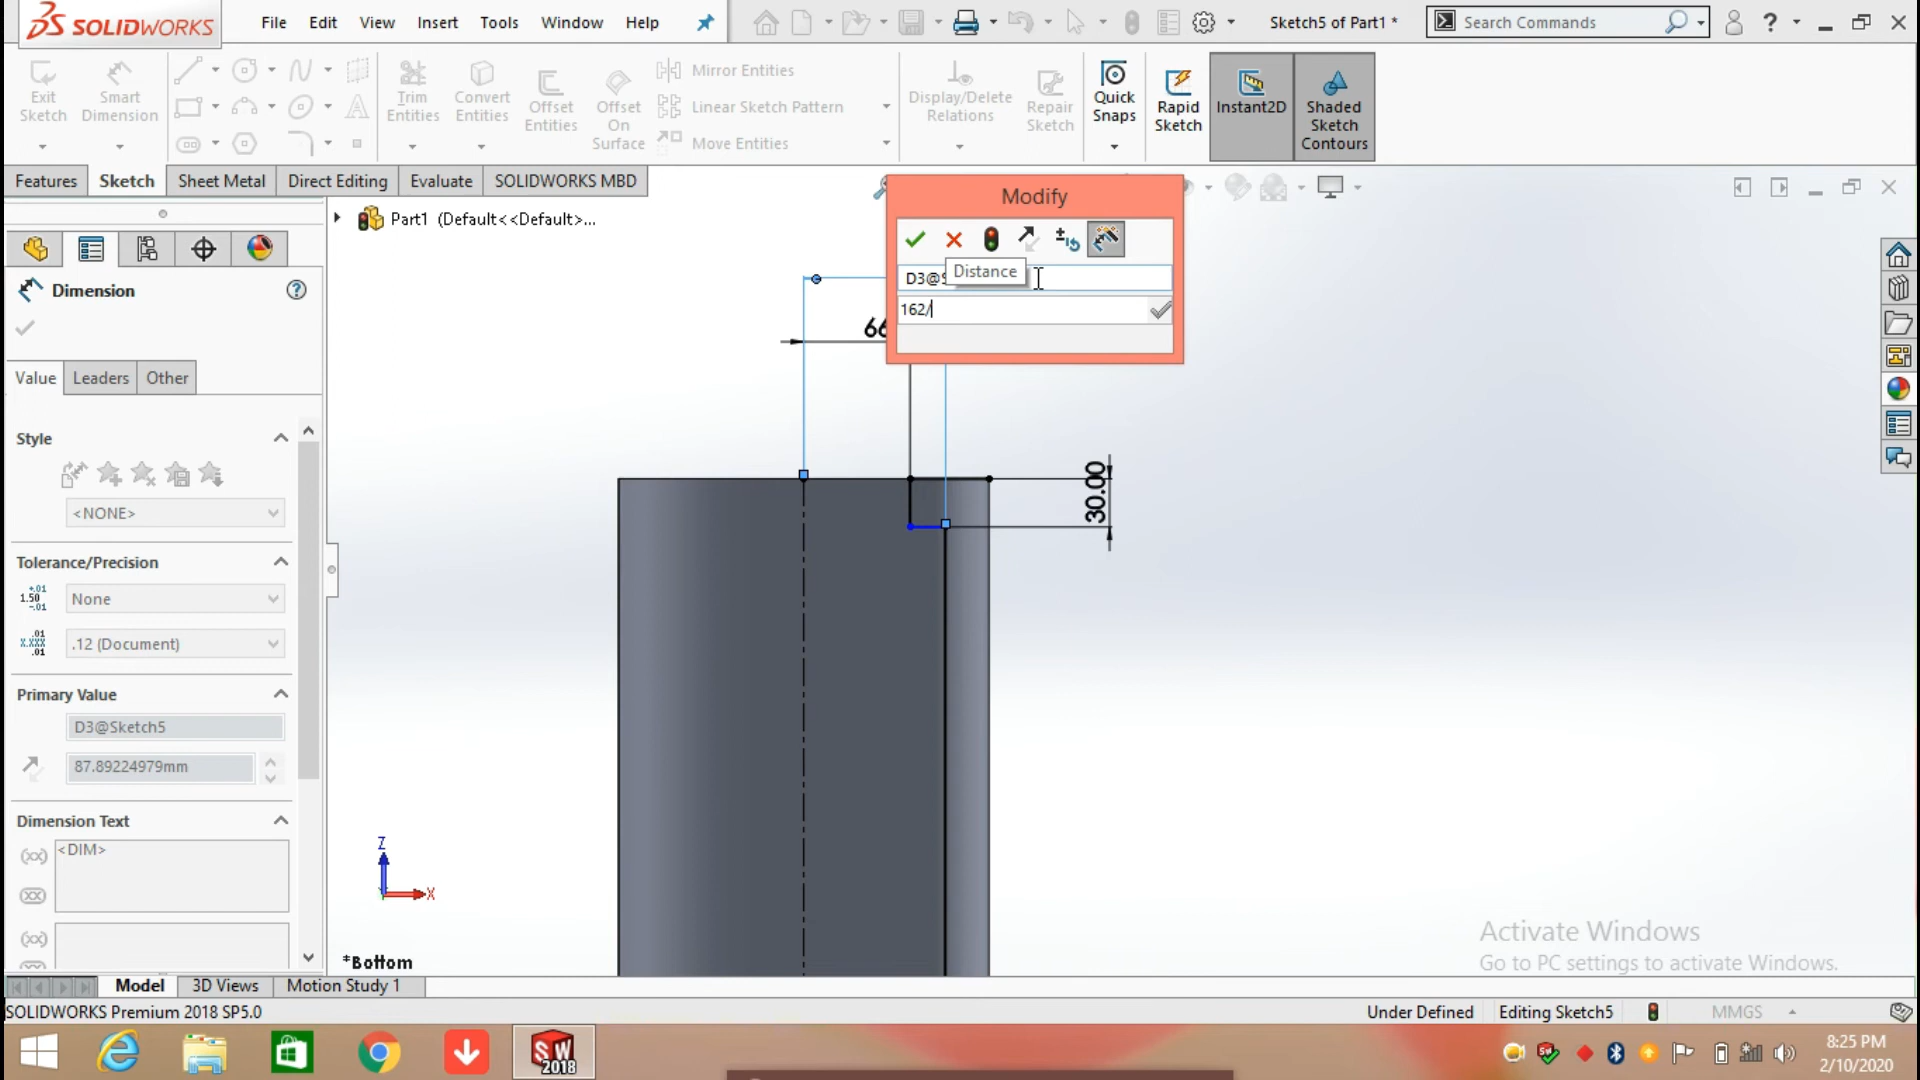 SOLIDWORKS
File Edit View Insert Tools Window Help
Sketch5 of Part1 *
Search Commands
Exit Sketch
Smart Dimension
Trim Entities
Convert Entities
Offset Entities
Offset On Surface
Mirror Entities
Linear Sketch Pattern
Move Entities
Display/Delete Relations
Repair Sketch
Quick Snaps
Rapid Sketch
Instant2D
Shaded Sketch Contours
Features Sketch Sheet Metal Direct Editing Evaluate SOLIDWORKS MBD
Part1 (Default<<Default>...
Modify
D3@S
Distance
162/
66
30.00
Dimension
Value Leaders Other
Style
<NONE>
Tolerance/Precision
None
.12 (Document)
Primary Value
D3@Sketch5
87.89224979mm
Dimension Text
<DIM>
Z
X
*Bottom
Activate Windows
Go to PC settings to activate Windows.
Model 3D Views Motion Study 1
SOLIDWORKS Premium 2018 SP5.0
Under Defined Editing Sketch5 MMGS
SW 2018
8:25 PM
2/10/2020